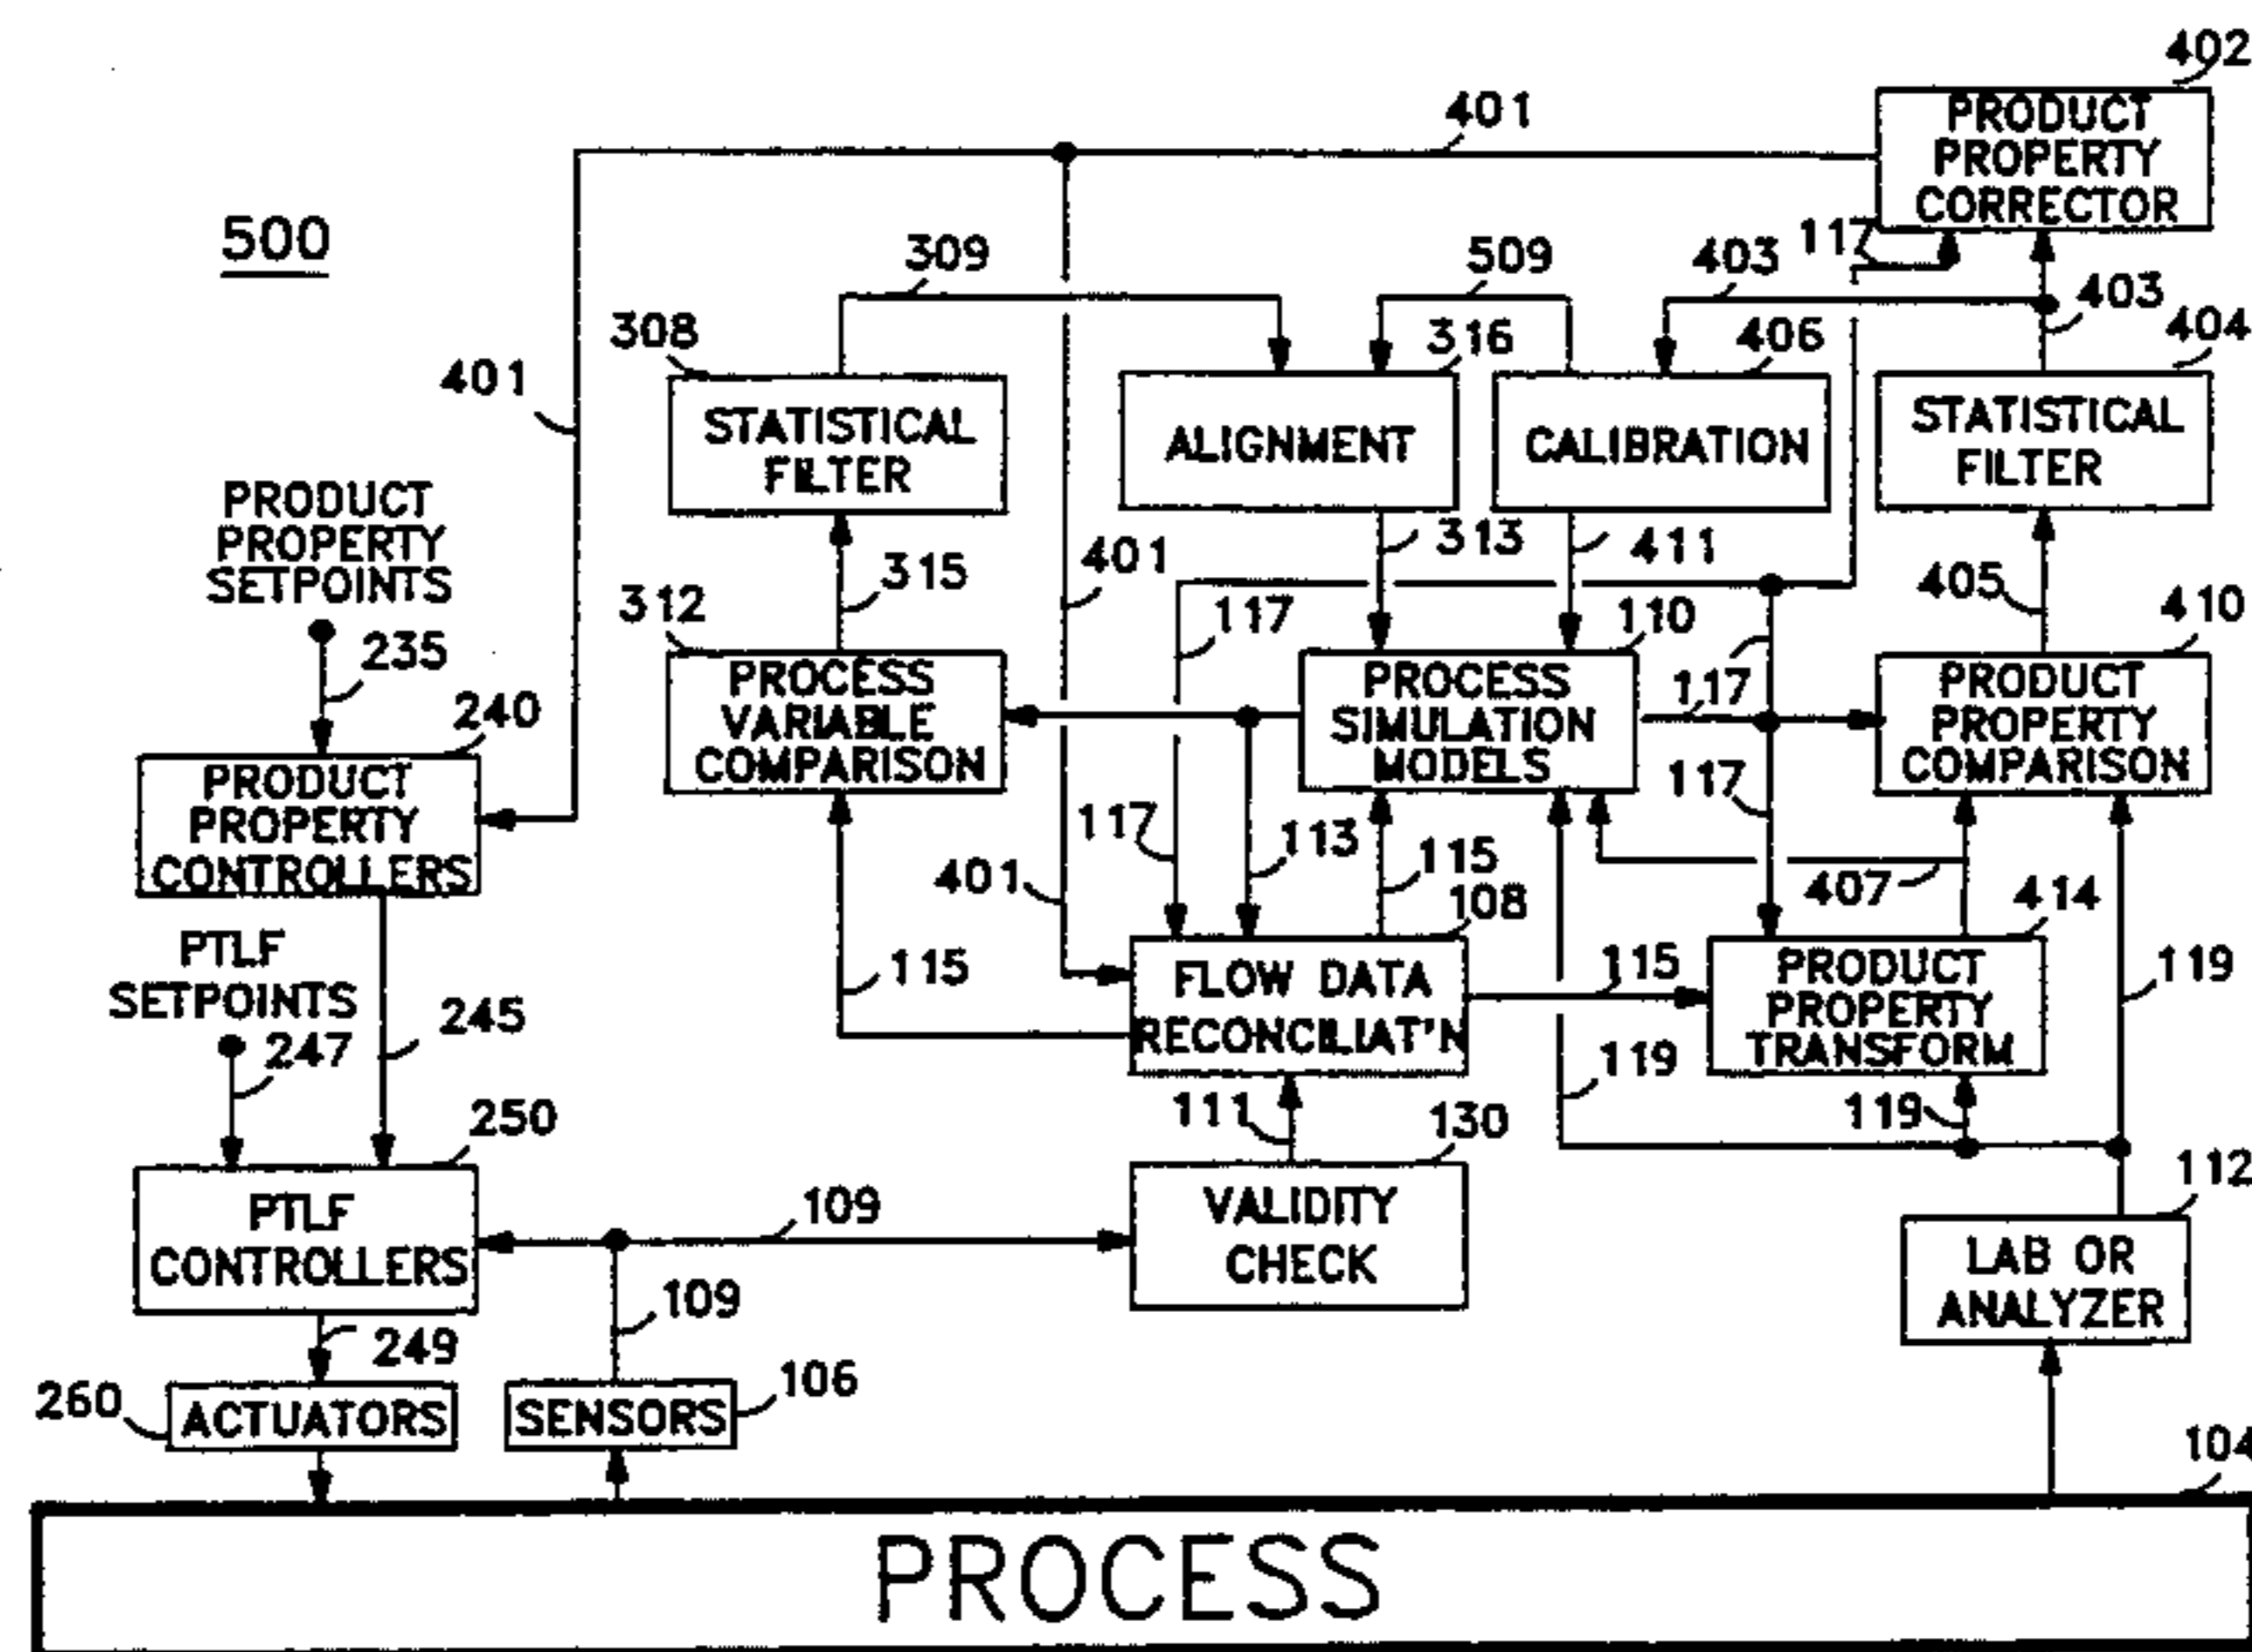 402
401
PRODUCT
PROPERTY
CORRECTOR
500
117
309
509
403
403
308
316
406
404
401
STATISTICAL
FILTER
ALIGNMENT
CALIBRATION
STATISTICAL
FILTER
PRODUCT
PROPERTY
SETPOINTS
315
401
313
411
405
410
312
117
110
235
240
PROCESS
VARIABLE
COMPARISON
PROCESS
SIMULATION
MODELS
117
PRODUCT
PROPERTY
COMPARISON
117
PRODUCT
PROPERTY
CONTROLLERS
117
113
115
401
108
407
414
PTLF
SETPOINTS
115
FLOW DATA
RECONCILIAT'N
115
PRODUCT
PROPERTY
TRANSFORM
119
245
247
119
111
130
119
250
112
PTLF
CONTROLLERS
109
VALIDITY
CHECK
LAB OR
ANALYZER
109
249
260
ACTUATORS
SENSORS
106
104
PROCESS